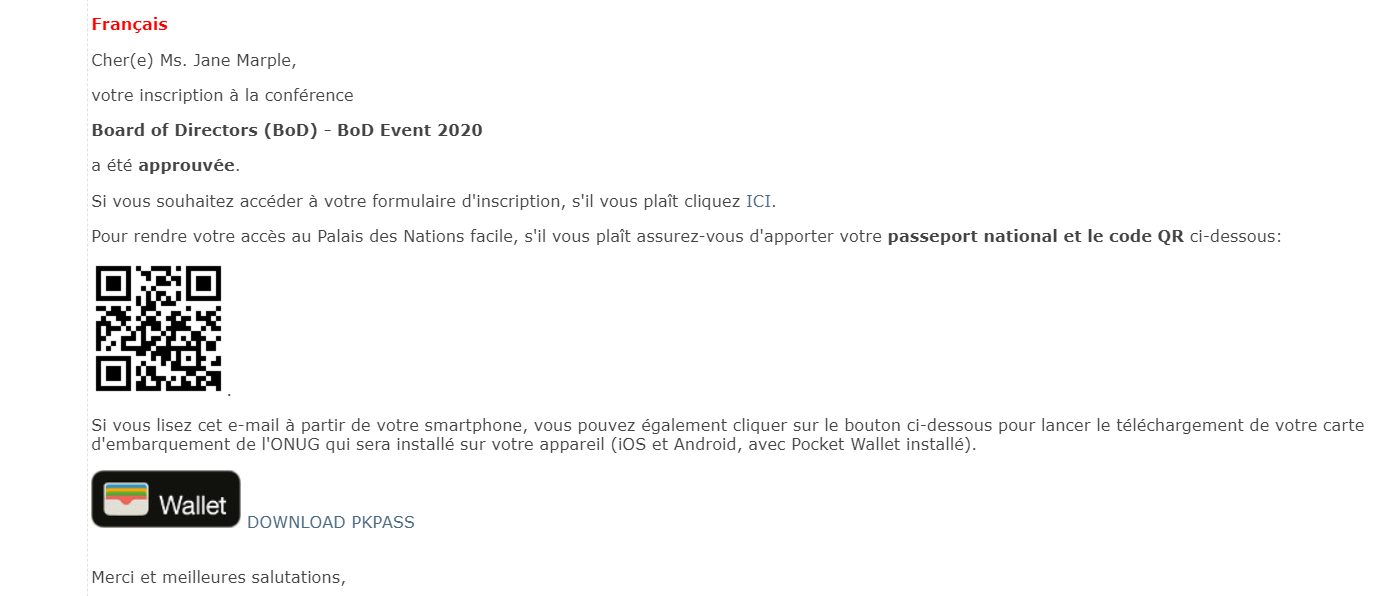 Français
Cher(e) Ms. Jane Marple,
votre inscription à la conférence
Board of Directors (BoD) - BoD Event 2020
a été approuvée.
Si vous souhaitez accéder à votre formulaire d'inscription, s'il vous plaît cliquez ICI.
Pour rendre votre accès au Palais des Nations facile, s'il vous plaît assurez-vous d'apporter votre passeport national et le code QR ci-dessous:
.
Si vous lisez cet e-mail à partir de votre smartphone, vous pouvez également cliquer sur le bouton ci-dessous pour lancer le téléchargement de votre carte
d'embarquement de l'ONUG qui sera installé sur votre appareil (iOS et Android, avec Pocket Wallet installé).
Wallet DOWNLOAD PKPASS
Merci et meilleures salutations,